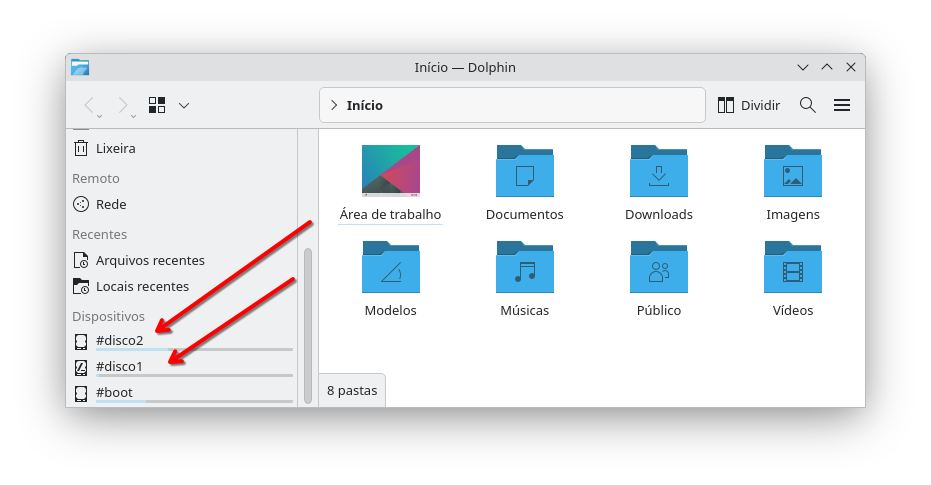 Início — Dolphin
Início
Dividir
Lixeira
Remoto
Rede
Recentes
Arquivos recentes
Locais recentes
Dispositivos
#disco2
#disco1
#boot
Área de trabalho
Documentos
Downloads
Imagens
Modelos
Músicas
Público
Vídeos
8 pastas